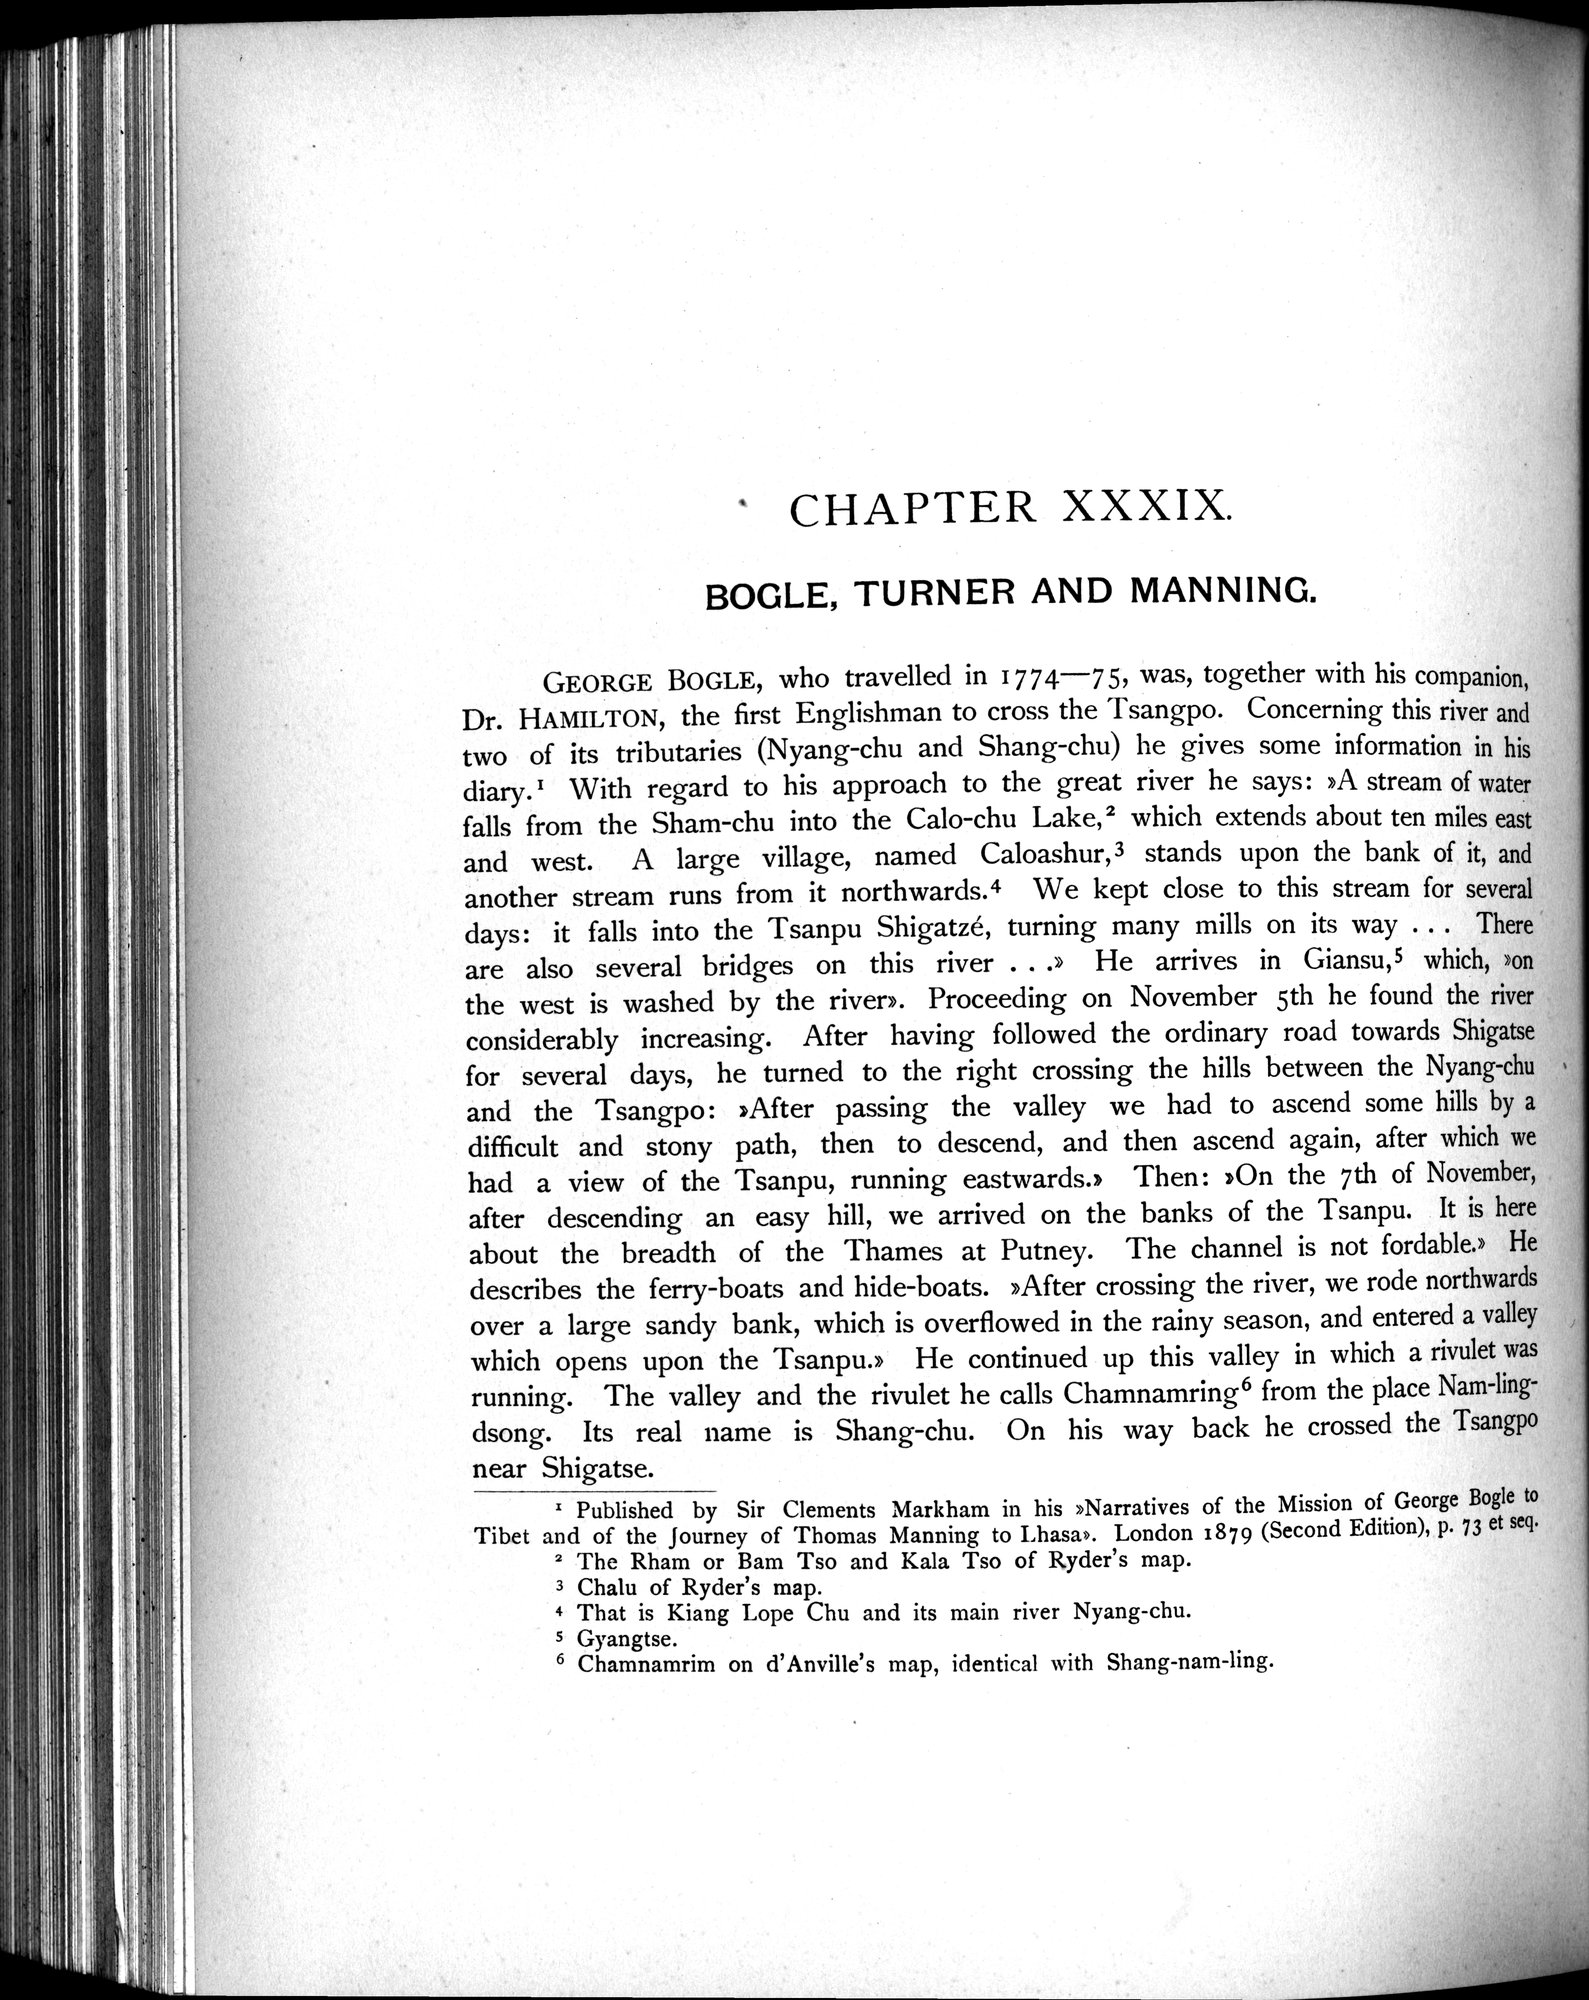 CHAPTER XXXIX.
BOGLE, TURNER AND MANNING.
GEORGE BOGLE, who travelled in 1774—75, was, together with his companion,
Dr. HAMILTON, the first Englishman to cross the Tsangpo. Concerning this river and
two of its tributaries (Nyang-chu and Shang-chu) he gives some information in his
diary.¹ With regard to his approach to the great river he says: »A stream of water
falls from the Sham-chu into the Calo-chu Lake,² which extends about ten miles east
and west. A large village, named Caloashur,³ stands upon the bank of it, and
another stream runs from it northwards.⁴ We kept close to this stream for several
days: it falls into the Tsanpu Shigatzé, turning many mills on its way ... There
are also several bridges on this river ...» He arrives in Giansu,⁵ which, »on
the west is washed by the river». Proceeding on November 5th he found the river
considerably increasing. After having followed the ordinary road towards Shigatse
for several days, he turned to the right crossing the hills between the Nyang-chu
and the Tsangpo: »After passing the valley we had to ascend some hills by a
difficult and stony path, then to descend, and then ascend again, after which we
had a view of the Tsanpu, running eastwards.» Then: »On the 7th of November,
after descending an easy hill, we arrived on the banks of the Tsanpu. It is here
about the breadth of the Thames at Putney. The channel is not fordable.» He
describes the ferry-boats and hide-boats. »After crossing the river, we rode northwards
over a large sandy bank, which is overflowed in the rainy season, and entered a valley
which opens upon the Tsanpu.» He continued up this valley in which a rivulet was
running. The valley and the rivulet he calls Chamnamring⁶ from the place Nam-ling-
dsong. Its real name is Shang-chu. On his way back he crossed the Tsangpo
near Shigatse.
¹ Published by Sir Clements Markham in his »Narratives of the Mission of George Bogle to
Tibet and of the Journey of Thomas Manning to Lhasa». London 1879 (Second Edition), p. 73 et seq.
² The Rham or Bam Tso and Kala Tso of Ryder's map.
³ Chalu of Ryder's map.
⁴ That is Kiang Lope Chu and its main river Nyang-chu.
⁵ Gyangtse.
⁶ Chamnamrim on d'Anville's map, identical with Shang-nam-ling.